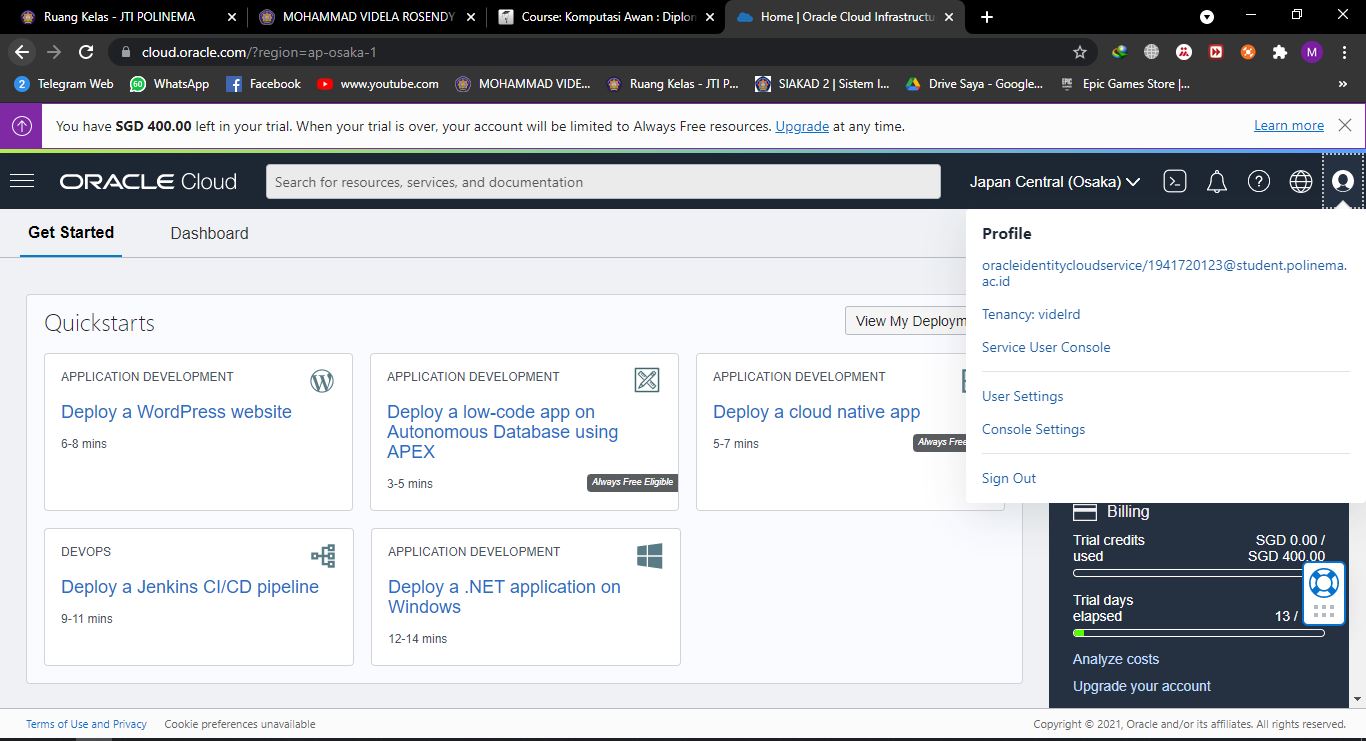 Ruang Kelas - JTI POLINEMA
MOHAMMAD VIDELA ROSENDY
Course: Komputasi Awan : Diplon
Home | Oracle Cloud Infrastructu
cloud.oracle.com/?region=ap-osaka-1
M
2 Telegram Web
60 WhatsApp
Facebook
www.youtube.com
MOHAMMAD VIDE...
Ruang Kelas - JTI P...
SIAKAD 2 | Sistem I...
Drive Saya - Google...
Epic Games Store |...
You have SGD 400.00 left in your trial. When your trial is over, your account will be limited to Always Free resources. Upgrade at any time.
Learn more
ORACLE Cloud
Search for resources, services, and documentation
Japan Central (Osaka)
Get Started
Dashboard
Profile
oracleidentitycloudservice/1941720123@student.polinema.
ac.id
Tenancy: videlrd
Service User Console
User Settings
Console Settings
Sign Out
Quickstarts
View My Deploym
APPLICATION DEVELOPMENT
Deploy a WordPress website
6-8 mins
APPLICATION DEVELOPMENT
Deploy a low-code app on
Autonomous Database using
APEX
3-5 mins
Always Free Eligible
APPLICATION DEVELOPMENT
Deploy a cloud native app
5-7 mins
Always Free
DEVOPS
Deploy a Jenkins CI/CD pipeline
9-11 mins
APPLICATION DEVELOPMENT
Deploy a .NET application on
Windows
12-14 mins
Billing
Trial credits
used
SGD 0.00 /
SGD 400.00
Trial days
elapsed
13 /
Analyze costs
Upgrade your account
Terms of Use and Privacy
Cookie preferences unavailable
Copyright © 2021, Oracle and/or its affiliates. All rights reserved.